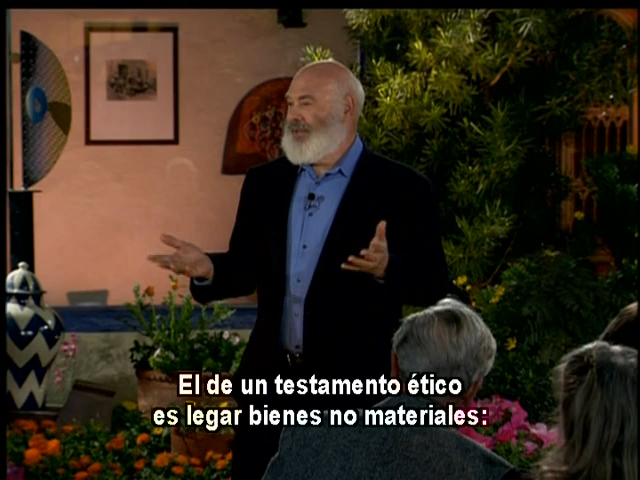 El de un testamento ético
es legar bienes no materiales: